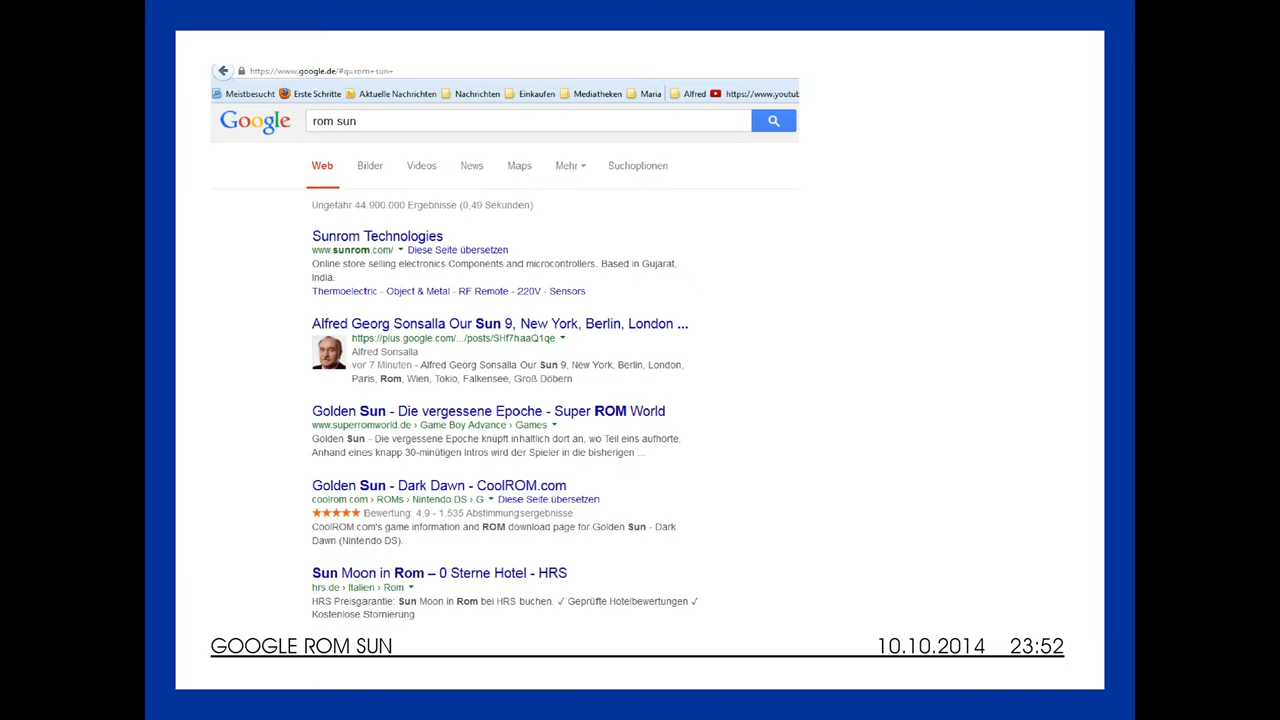 https://www.google.de/#q=rom+sun+
Meistbesucht Erste Schritte Aktuelle Nachrichten Nachrichten Einkaufen Mediatheken Maria Alfred https://www.youtub
Google rom sun
Web Bilder Videos News Maps Mehr Suchoptionen
Ungefähr 44.900.000 Ergebnisse (0,49 Sekunden)
Sunrom Technologies
www.sunrom.com/ Diese Seite übersetzen
Online store selling electronics Components and microcontrollers. Based in Gujarat,
India.
Thermoelectric - Object & Metal - RF Remote - 220V - Sensors
Alfred Georg Sonsalla Our Sun 9, New York, Berlin, London ...
https://plus.google.com/.../posts/SHf7haaQ1qe
Alfred Sonsalla
vor 7 Minuten - Alfred Georg Sonsalla Our Sun 9, New York, Berlin, London,
Paris, Rom, Wien, Tokio, Falkensee, Groß Döbern
Golden Sun - Die vergessene Epoche - Super ROM World
www.superromworld.de › Game Boy Advance › Games
Golden Sun - Die vergessene Epoche knüpft inhaltlich dort an, wo Teil eins aufhörte.
Anhand eines knapp 30-minütigen Intros wird der Spieler in die bisherigen ...
Golden Sun - Dark Dawn - CoolROM.com
coolrom.com › ROMs › Nintendo DS › G Diese Seite übersetzen
★★★★★ Bewertung: 4,9 - 1.535 Abstimmungsergebnisse
CoolROM.com's game information and ROM download page for Golden Sun - Dark
Dawn (Nintendo DS).
Sun Moon in Rom – 0 Sterne Hotel - HRS
hrs.de › Italien › Rom
HRS Preisgarantie: Sun Moon in Rom bei HRS buchen. ✓ Geprüfte Hotelbewertungen ✓
Kostenlose Stornierung.
GOOGLE ROM SUN 10.10.2014 23:52